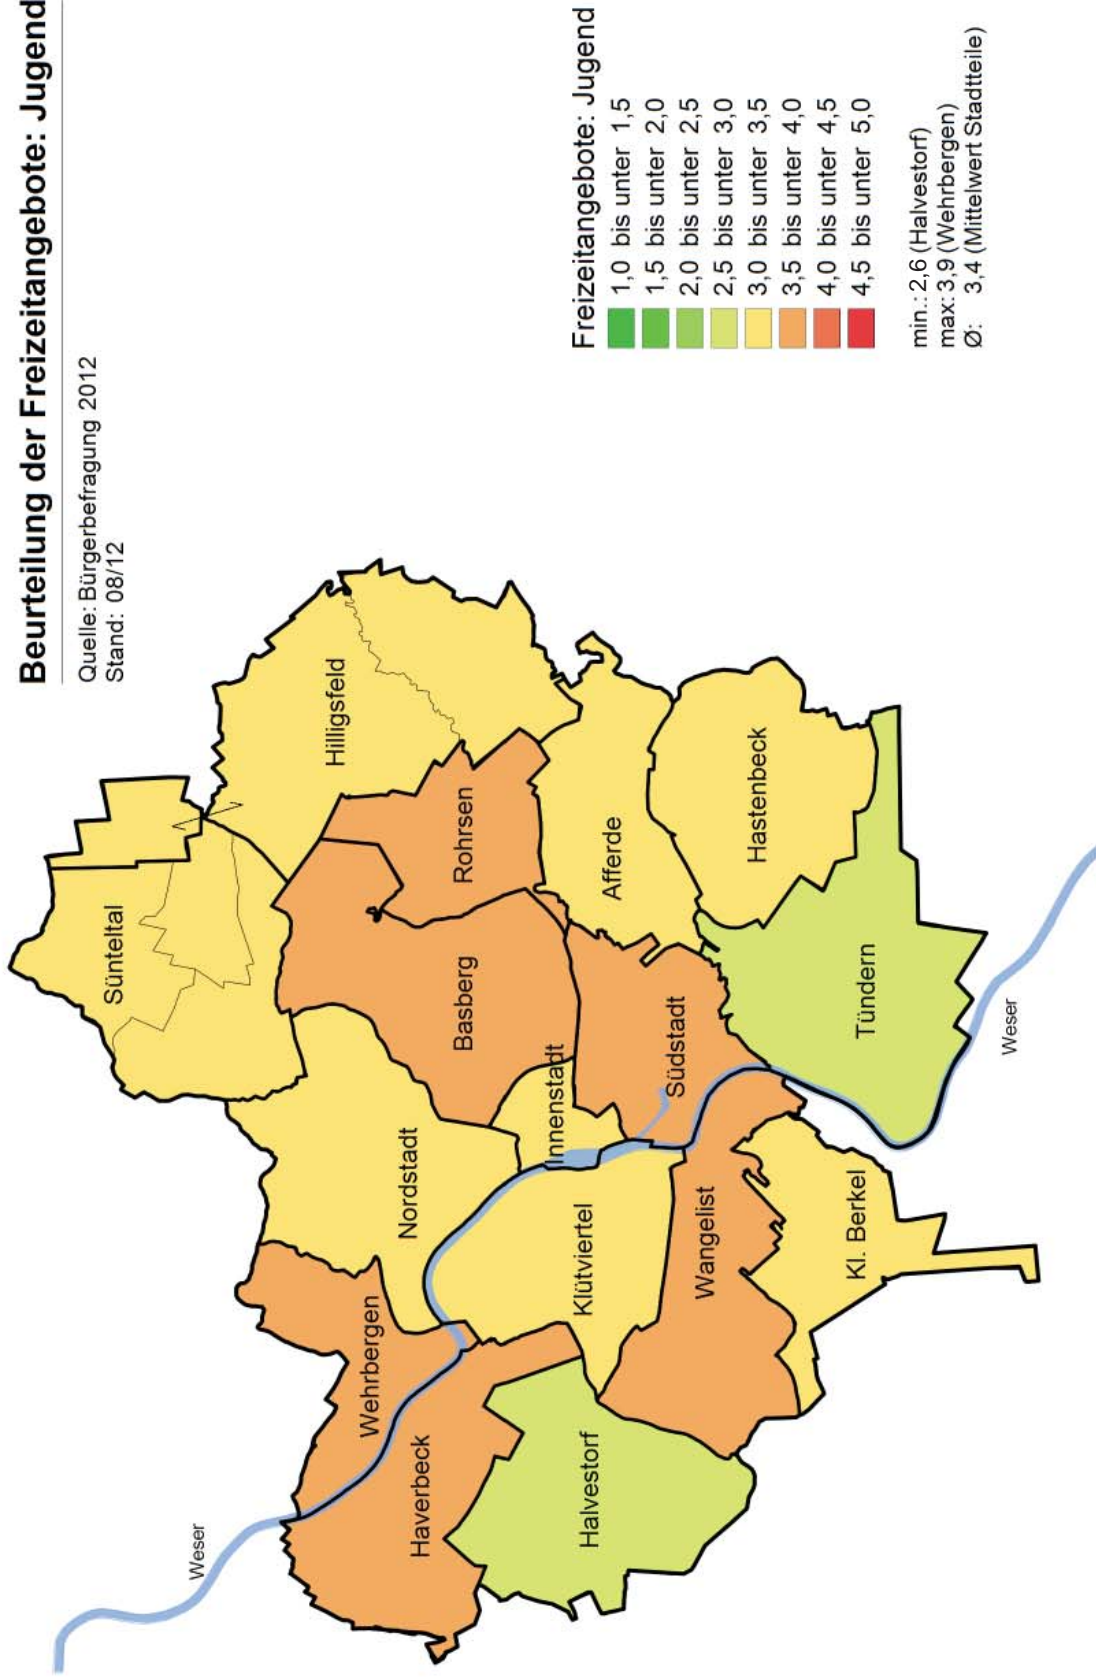 Beurteilung der Freizeitangebote: Jugend
Quelle: Bürgerbefragung 2012
Stand: 08/12
Süntetal
Hilligsfeld
Rohrsen
Basberg
Nordstadt
Wehrbergen
Haverbeck
Weser
Halvestorf
Klütviertel
Innenstadt
Afferde
Südstadt
Wangelist
Hastenbeck
Kl. Berkel
Tündern
Weser
Freizeitangebote: Jugend
1,0 bis unter 1,5
1,5 bis unter 2,0
2,0 bis unter 2,5
2,5 bis unter 3,0
3,0 bis unter 3,5
3,5 bis unter 4,0
4,0 bis unter 4,5
4,5 bis unter 5,0
min.: 2,6 (Halvestorf)
max: 3,9 (Wehrbergen)
Ø: 3,4 (Mittelwert Stadtteile)